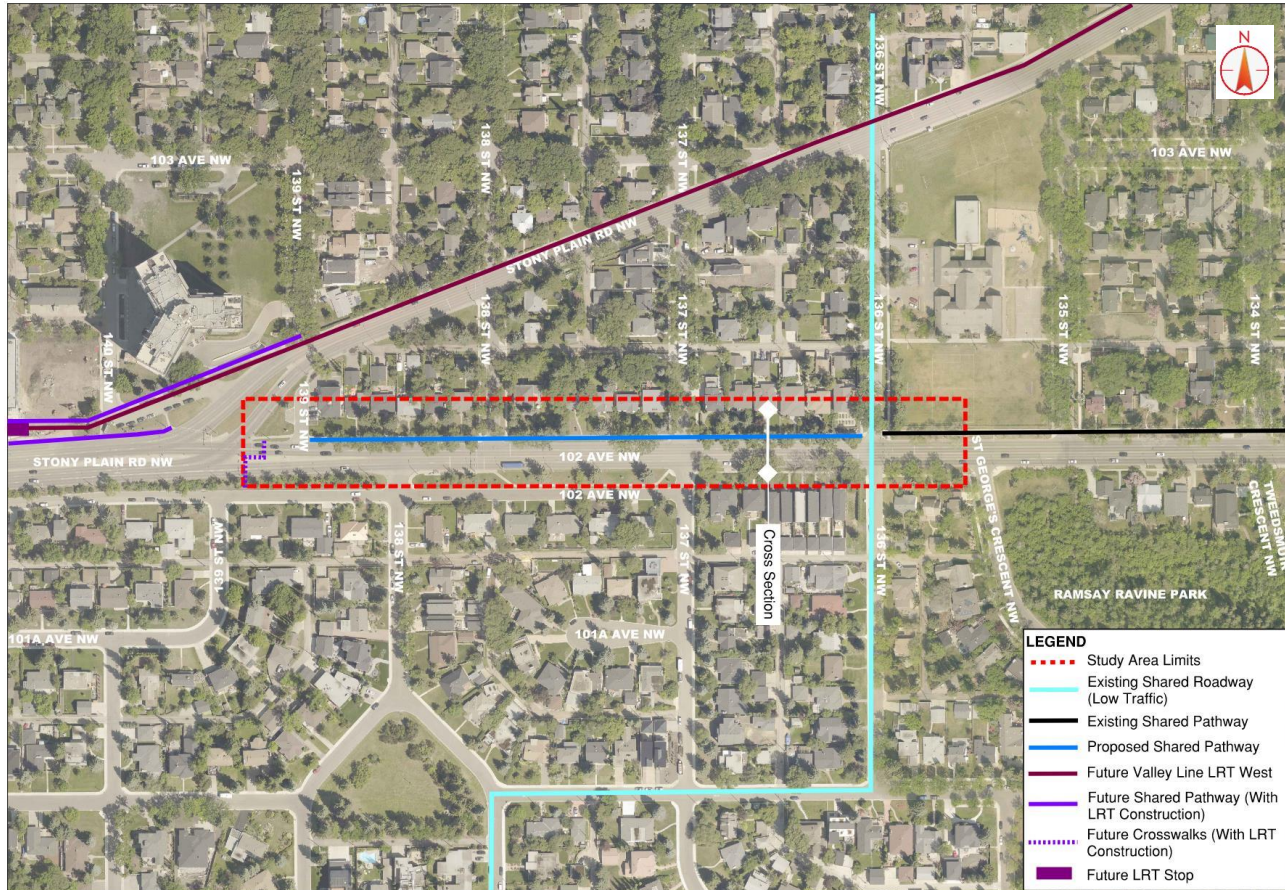 N
136 ST NW
103 AVE NW
139 ST NW
138 ST NW
137 ST NW
103 AVE NW
STONY PLAIN RD NW
140 ST NW
138 ST NW
137 ST NW
136 ST NW
135 ST NW
134 ST NW
139 ST NW
STONY PLAIN RD NW
102 AVE NW
102 AVE NW
ST GEORGE'S CRESCENT NW
CRESCENT NW
139 ST NW
138 ST NW
137 ST NW
136 ST NW
Cross Section
RAMSAY RAVINE PARK
101A AVE NW
101A AVE NW
LEGEND
Study Area Limits
Existing Shared Roadway
(Low Traffic)
Existing Shared Pathway
Proposed Shared Pathway
Future Valley Line LRT West
Future Shared Pathway (With
LRT Construction)
Future Crosswalks (With LRT
Construction)
Future LRT Stop